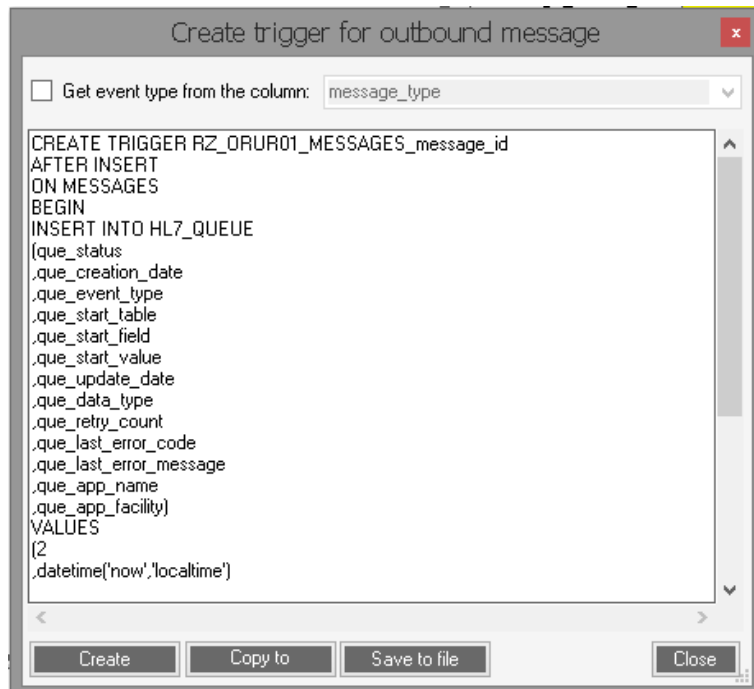 Create trigger for outbound message
x
Get event type from the column: message_type
CREATE TRIGGER RZ_ORUR01_MESSAGES_message_id
AFTER INSERT
ON MESSAGES
BEGIN
INSERT INTO HL7_QUEUE
(que_status
,que_creation_date
,que_event_type
,que_start_table
,que_start_field
,que_start_value
,que_update_date
,que_data_type
,que_retry_count
,que_last_error_code
,que_last_error_message
,que_app_name
,que_app_facility)
VALUES
(2
,datetime('now','localtime')
Create Copy to Save to file Close